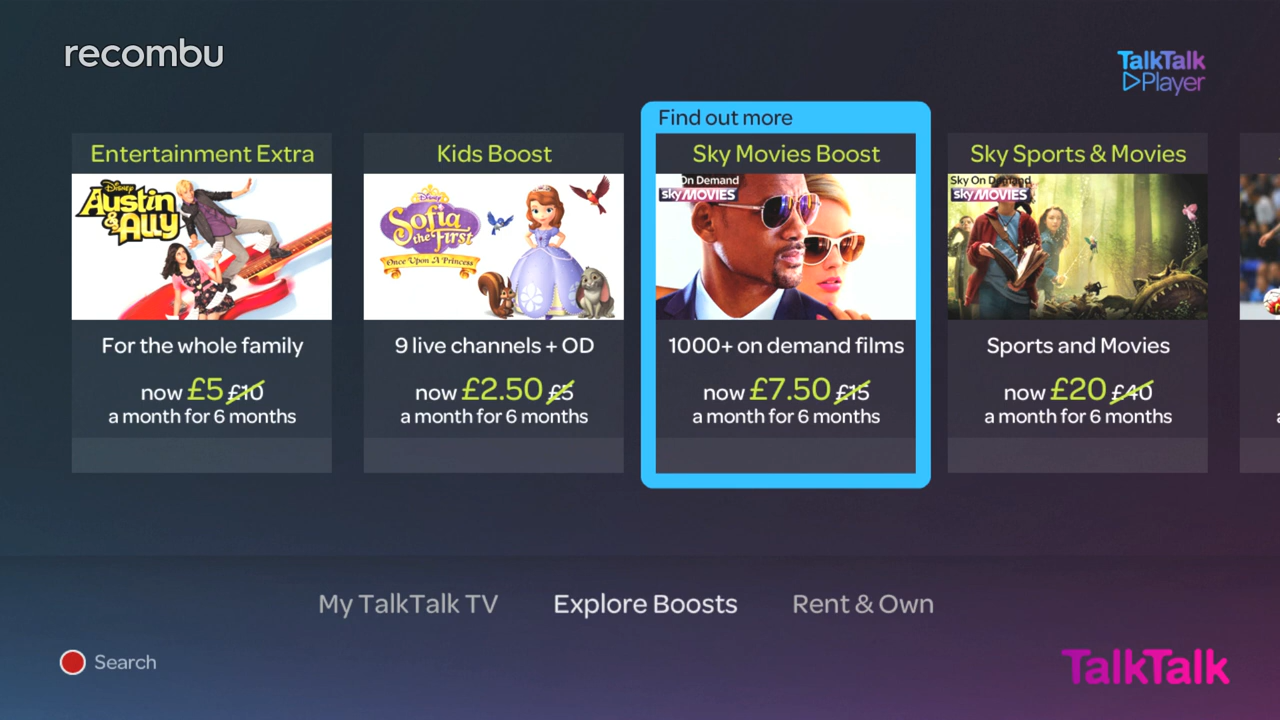 recombu
TalkTalk
Player
Find out more
Entertainment Extra
Kids Boost
Sky Movies Boost
Sky Sports & Movies
Disney
Austin
& Ally
Disney
Sofia
the First
Once Upon A Princess
On Demand
sky MOVIES
Sky On Demand
sky MOVIES
For the whole family
9 live channels + OD
1000+ on demand films
Sports and Movies
now £5 £10
now £2.50 £5
now £7.50 £15
now £20 £40
a month for 6 months
a month for 6 months
a month for 6 months
a month for 6 months
My TalkTalk TV
Explore Boosts
Rent & Own
Search
TalkTalk